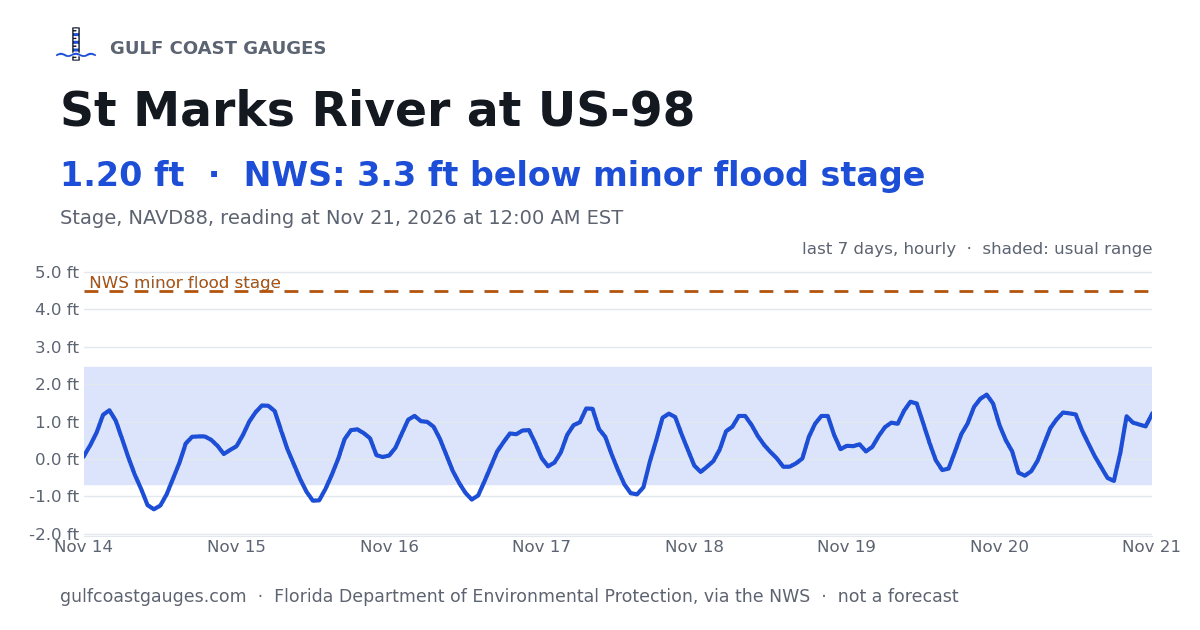 GULF COAST GAUGES
St Marks River at US-98
1.20 ft · NWS: 3.3 ft below minor flood stage
Stage, NAVD88, reading at Nov 21, 2026 at 12:00 AM EST
last 7 days, hourly · shaded: usual range
5.0 ft
NWS minor flood stage
4.0 ft
3.0 ft
2.0 ft
1.0 ft
0.0 ft
-1.0 ft
-2.0 ft
Nov 14 Nov 15 Nov 16 Nov 17 Nov 18 Nov 19 Nov 20 Nov 21
gulfcoastgauges.com · Florida Department of Environmental Protection, via the NWS · not a forecast